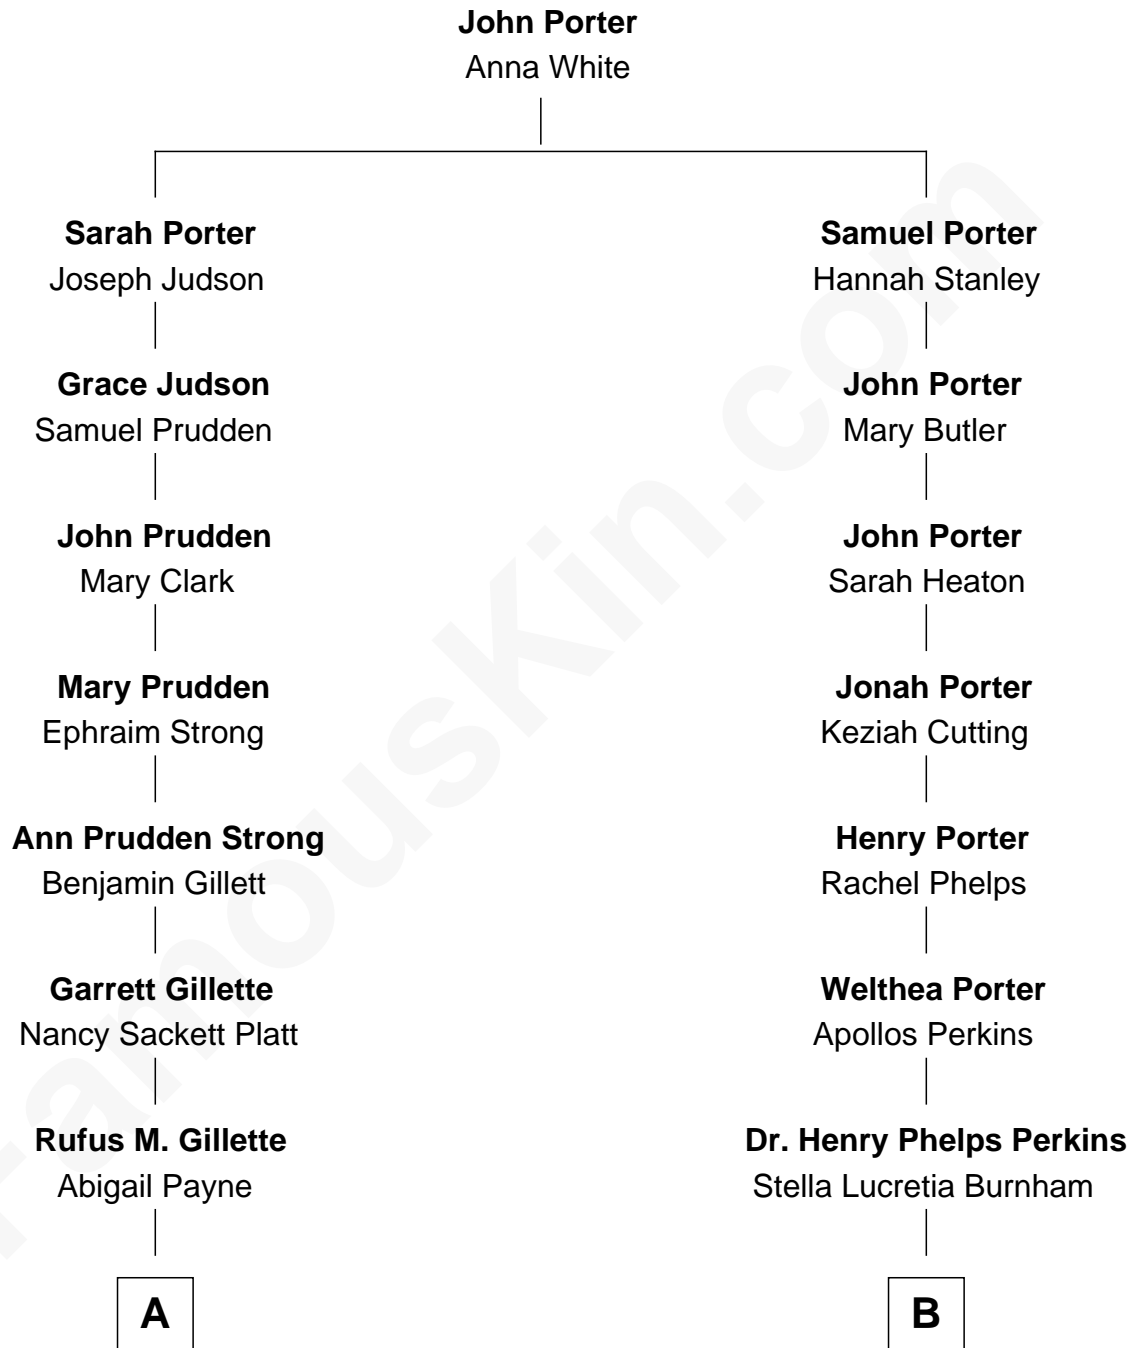 John Porter
Anna White
Sarah Porter
Joseph Judson
Samuel Porter
Hannah Stanley
Grace Judson
Samuel Prudden
John Porter
Mary Butler
John Prudden
Mary Clark
John Porter
Sarah Heaton
Mary Prudden
Ephraim Strong
Jonah Porter
Keziah Cutting
Ann Prudden Strong
Benjamin Gillett
Henry Porter
Rachel Phelps
Garrett Gillette
Nancy Sackett Platt
Welthea Porter
Apollos Perkins
Rufus M. Gillette
Abigail Payne
Dr. Henry Phelps Perkins
Stella Lucretia Burnham
A
B
FamousKin.com